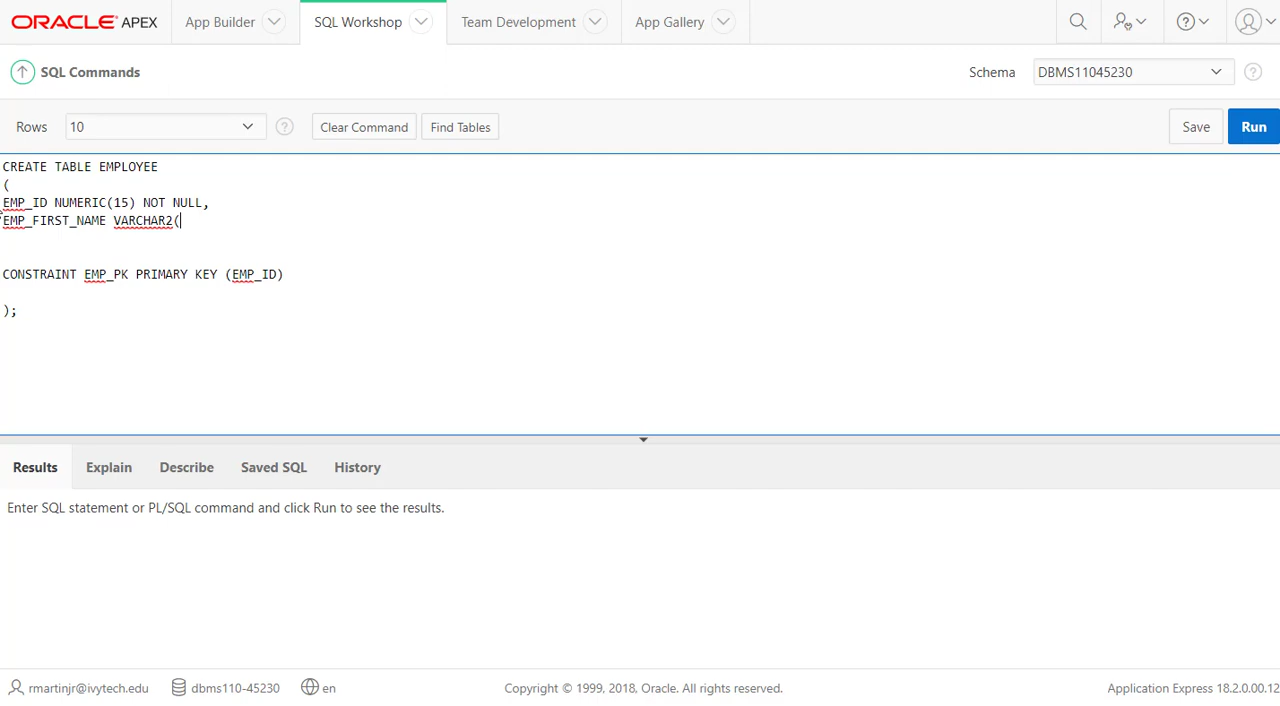 ORACLE APEX App Builder SQL Workshop Team Development App Gallery
SQL Commands Schema DBMS11045230
Rows 10 Clear Command Find Tables Save Run
CREATE TABLE EMPLOYEE
(
EMP_ID NUMERIC(15) NOT NULL,
EMP_FIRST_NAME VARCHAR2(
CONSTRAINT EMP_PK PRIMARY KEY (EMP_ID)
);
Results Explain Describe Saved SQL History
Enter SQL statement or PL/SQL command and click Run to see the results.
rmartinjr@ivytech.edu dbms110-45230 en Copyright © 1999, 2018, Oracle. All rights reserved. Application Express 18.2.0.00.12